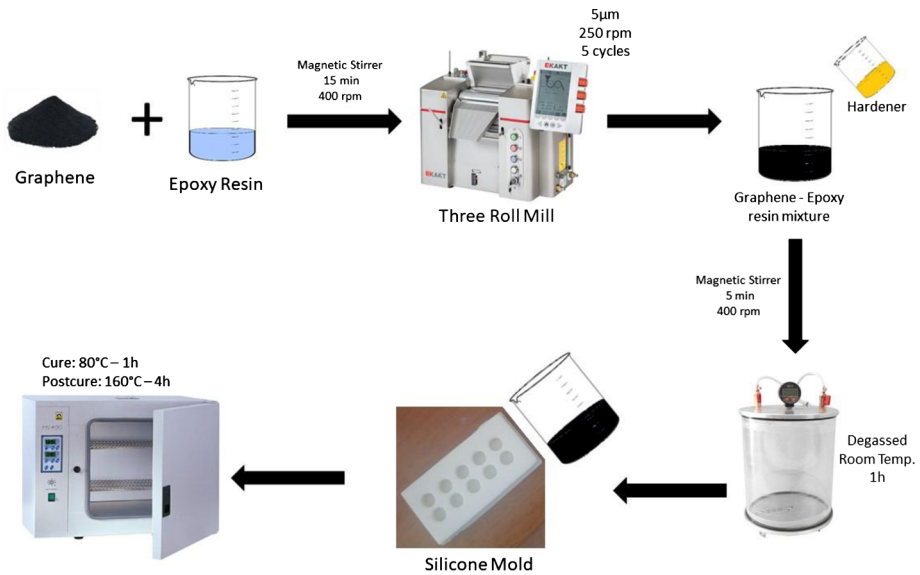 Graphene
Epoxy Resin
Magnetic Stirrer
15 min
400 rpm
EKAKT
EKAKT
Three Roll Mill
5µm
250 rpm
5 cycles
Hardener
Graphene - Epoxy
resin mixture
Magnetic Stirrer
5 min
400 rpm
Degassed
Room Temp.
1h
Silicone Mold
Cure: 80°C – 1h
Postcure: 160°C – 4h